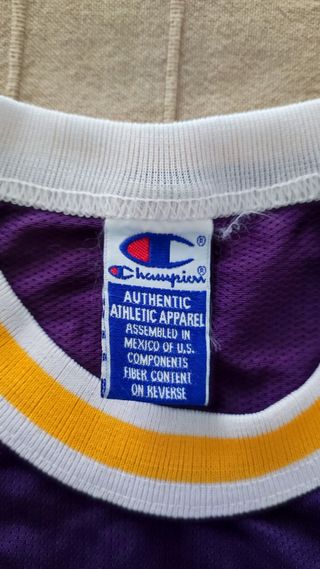 ®
Champion®
AUTHENTIC
ATHLETIC APPAREL
ASSEMBLED IN
MEXICO OF U.S.
COMPONENTS
FIBER CONTENT
ON REVERSE